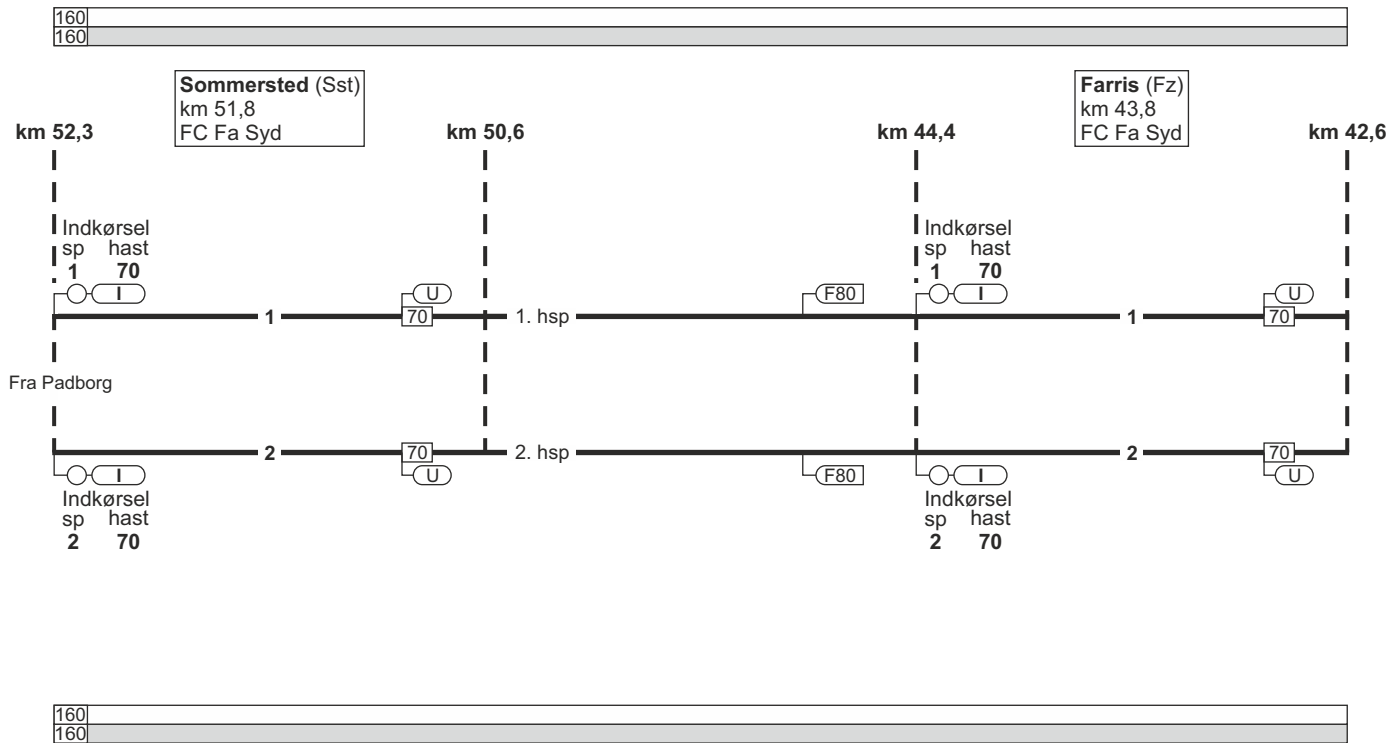 160
160
Sommersted (Sst)
km 51,8
FC Fa Syd
Farris (Fz)
km 43,8
FC Fa Syd
km 52,3
km 50,6
km 44,4
km 42,6
Indkørsel
sp hast
1 70
I
U
F80
Indkørsel
sp hast
1 70
I
U
1
70
1. hsp
1
70
Fra Padborg
2
70
2. hsp
2
70
I
U
F80
I
U
Indkørsel
sp hast
2 70
Indkørsel
sp hast
2 70
160
160